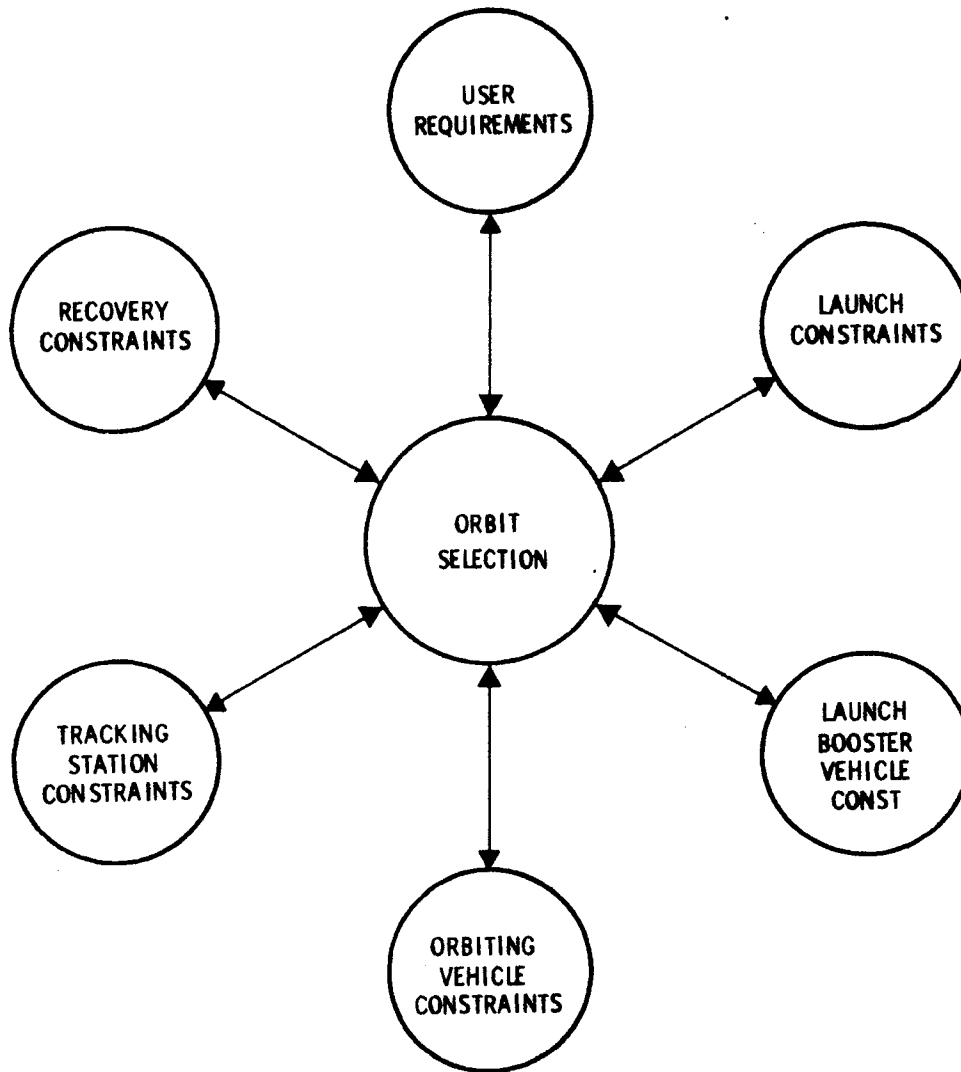 USER
REQUIREMENTS
RECOVERY
CONSTRAINTS
LAUNCH
CONSTRAINTS
ORBIT
SELECTION
TRACKING
STATION
CONSTRAINTS
LAUNCH
BOOSTER
VEHICLE
CONST
ORBITING
VEHICLE
CONSTRAINTS